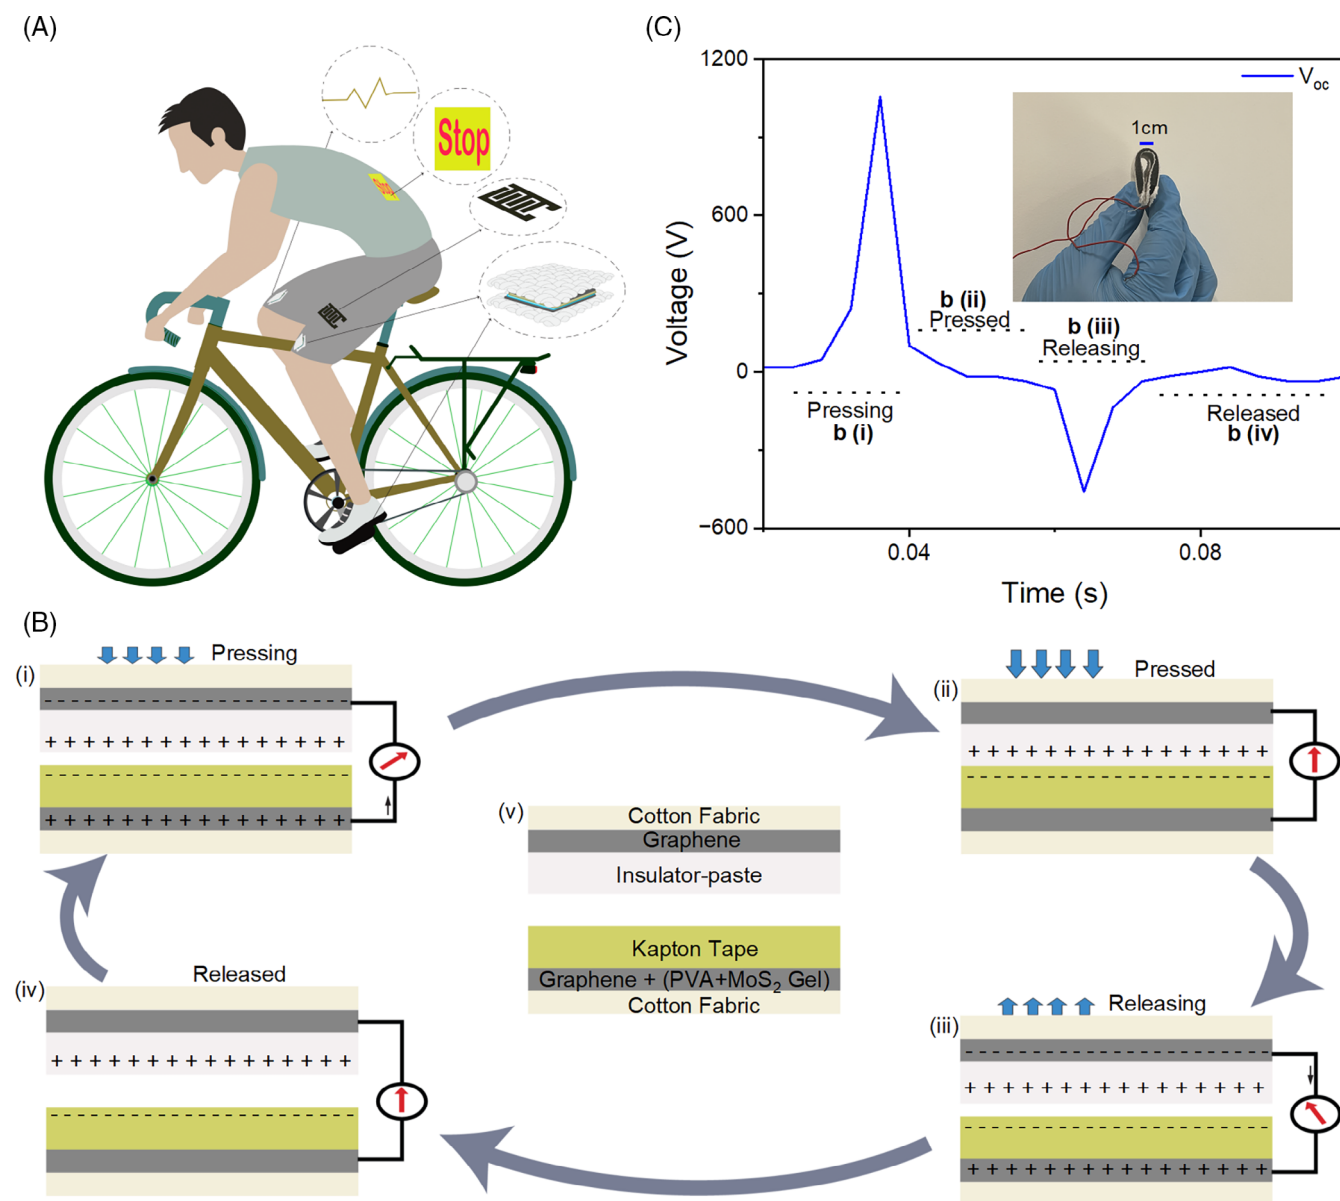 (A)
Stop
(C)
1200
600
0
−600
Voltage (V)
V_oc
1cm
b (ii)
Pressed
b (iii)
Releasing
Pressing
b (i)
Released
b (iv)
0.04
0.08
Time (s)
(B)
(i)
Pressing
- - - - - - - - - - - - - - - -
+ + + + + + + + + + + + + + + +
- - - - - - - - - - - - - - - -
+ + + + + + + + + + + + + + + +
(ii)
Pressed
+ + + + + + + + + + + + + + + +
- - - - - - - - - - - - - - - -
(v)
Cotton Fabric
Graphene
Insulator-paste
Kapton Tape
Graphene + (PVA+MoS₂ Gel)
Cotton Fabric
(iv)
Released
+ + + + + + + + + + + + + + + +
- - - - - - - - - - - - - - - -
(iii)
Releasing
- - - - - - - - - - - - - - - -
+ + + + + + + + + + + + + + + +
- - - - - - - - - - - - - - - -
+ + + + + + + + + + + + + + + +